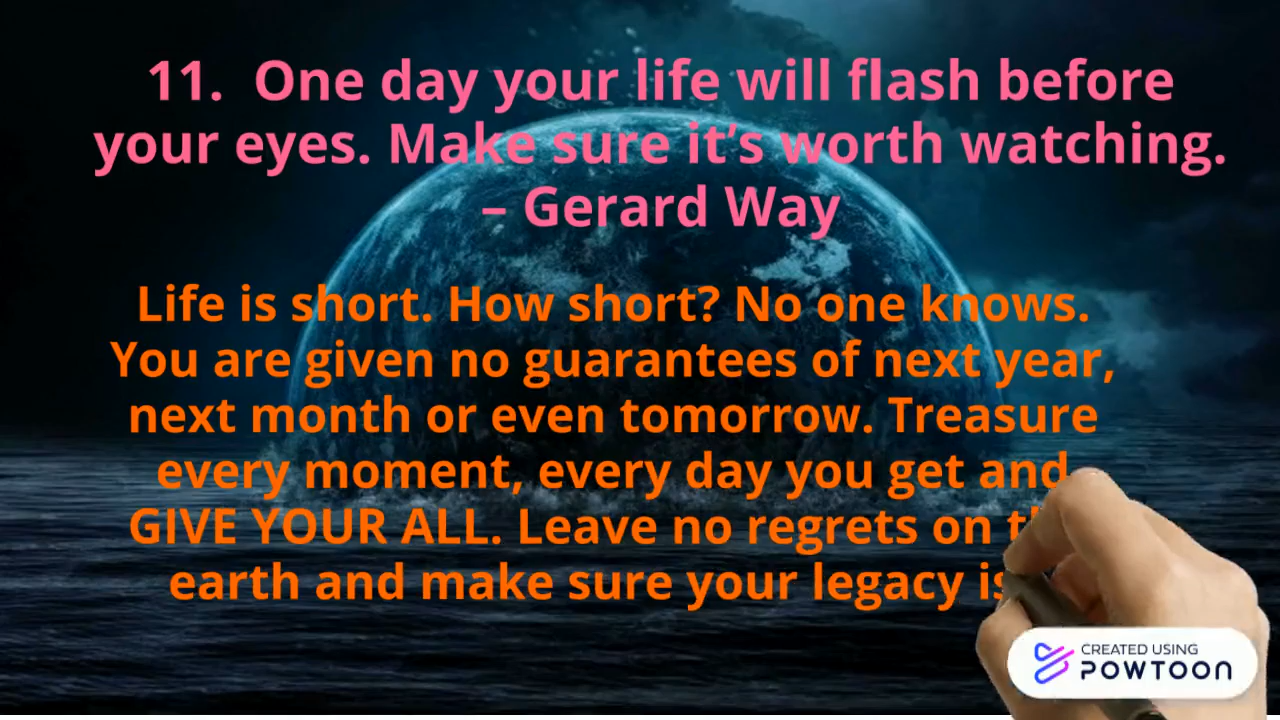 11. One day your life will flash before
your eyes. Make sure it’s worth watching.
– Gerard Way
Life is short. How short? No one knows.
You are given no guarantees of next year,
next month or even tomorrow. Treasure
every moment, every day you get and
GIVE YOUR ALL. Leave no regrets on
earth and make sure your legacy is
CREATED USING
POWTOON